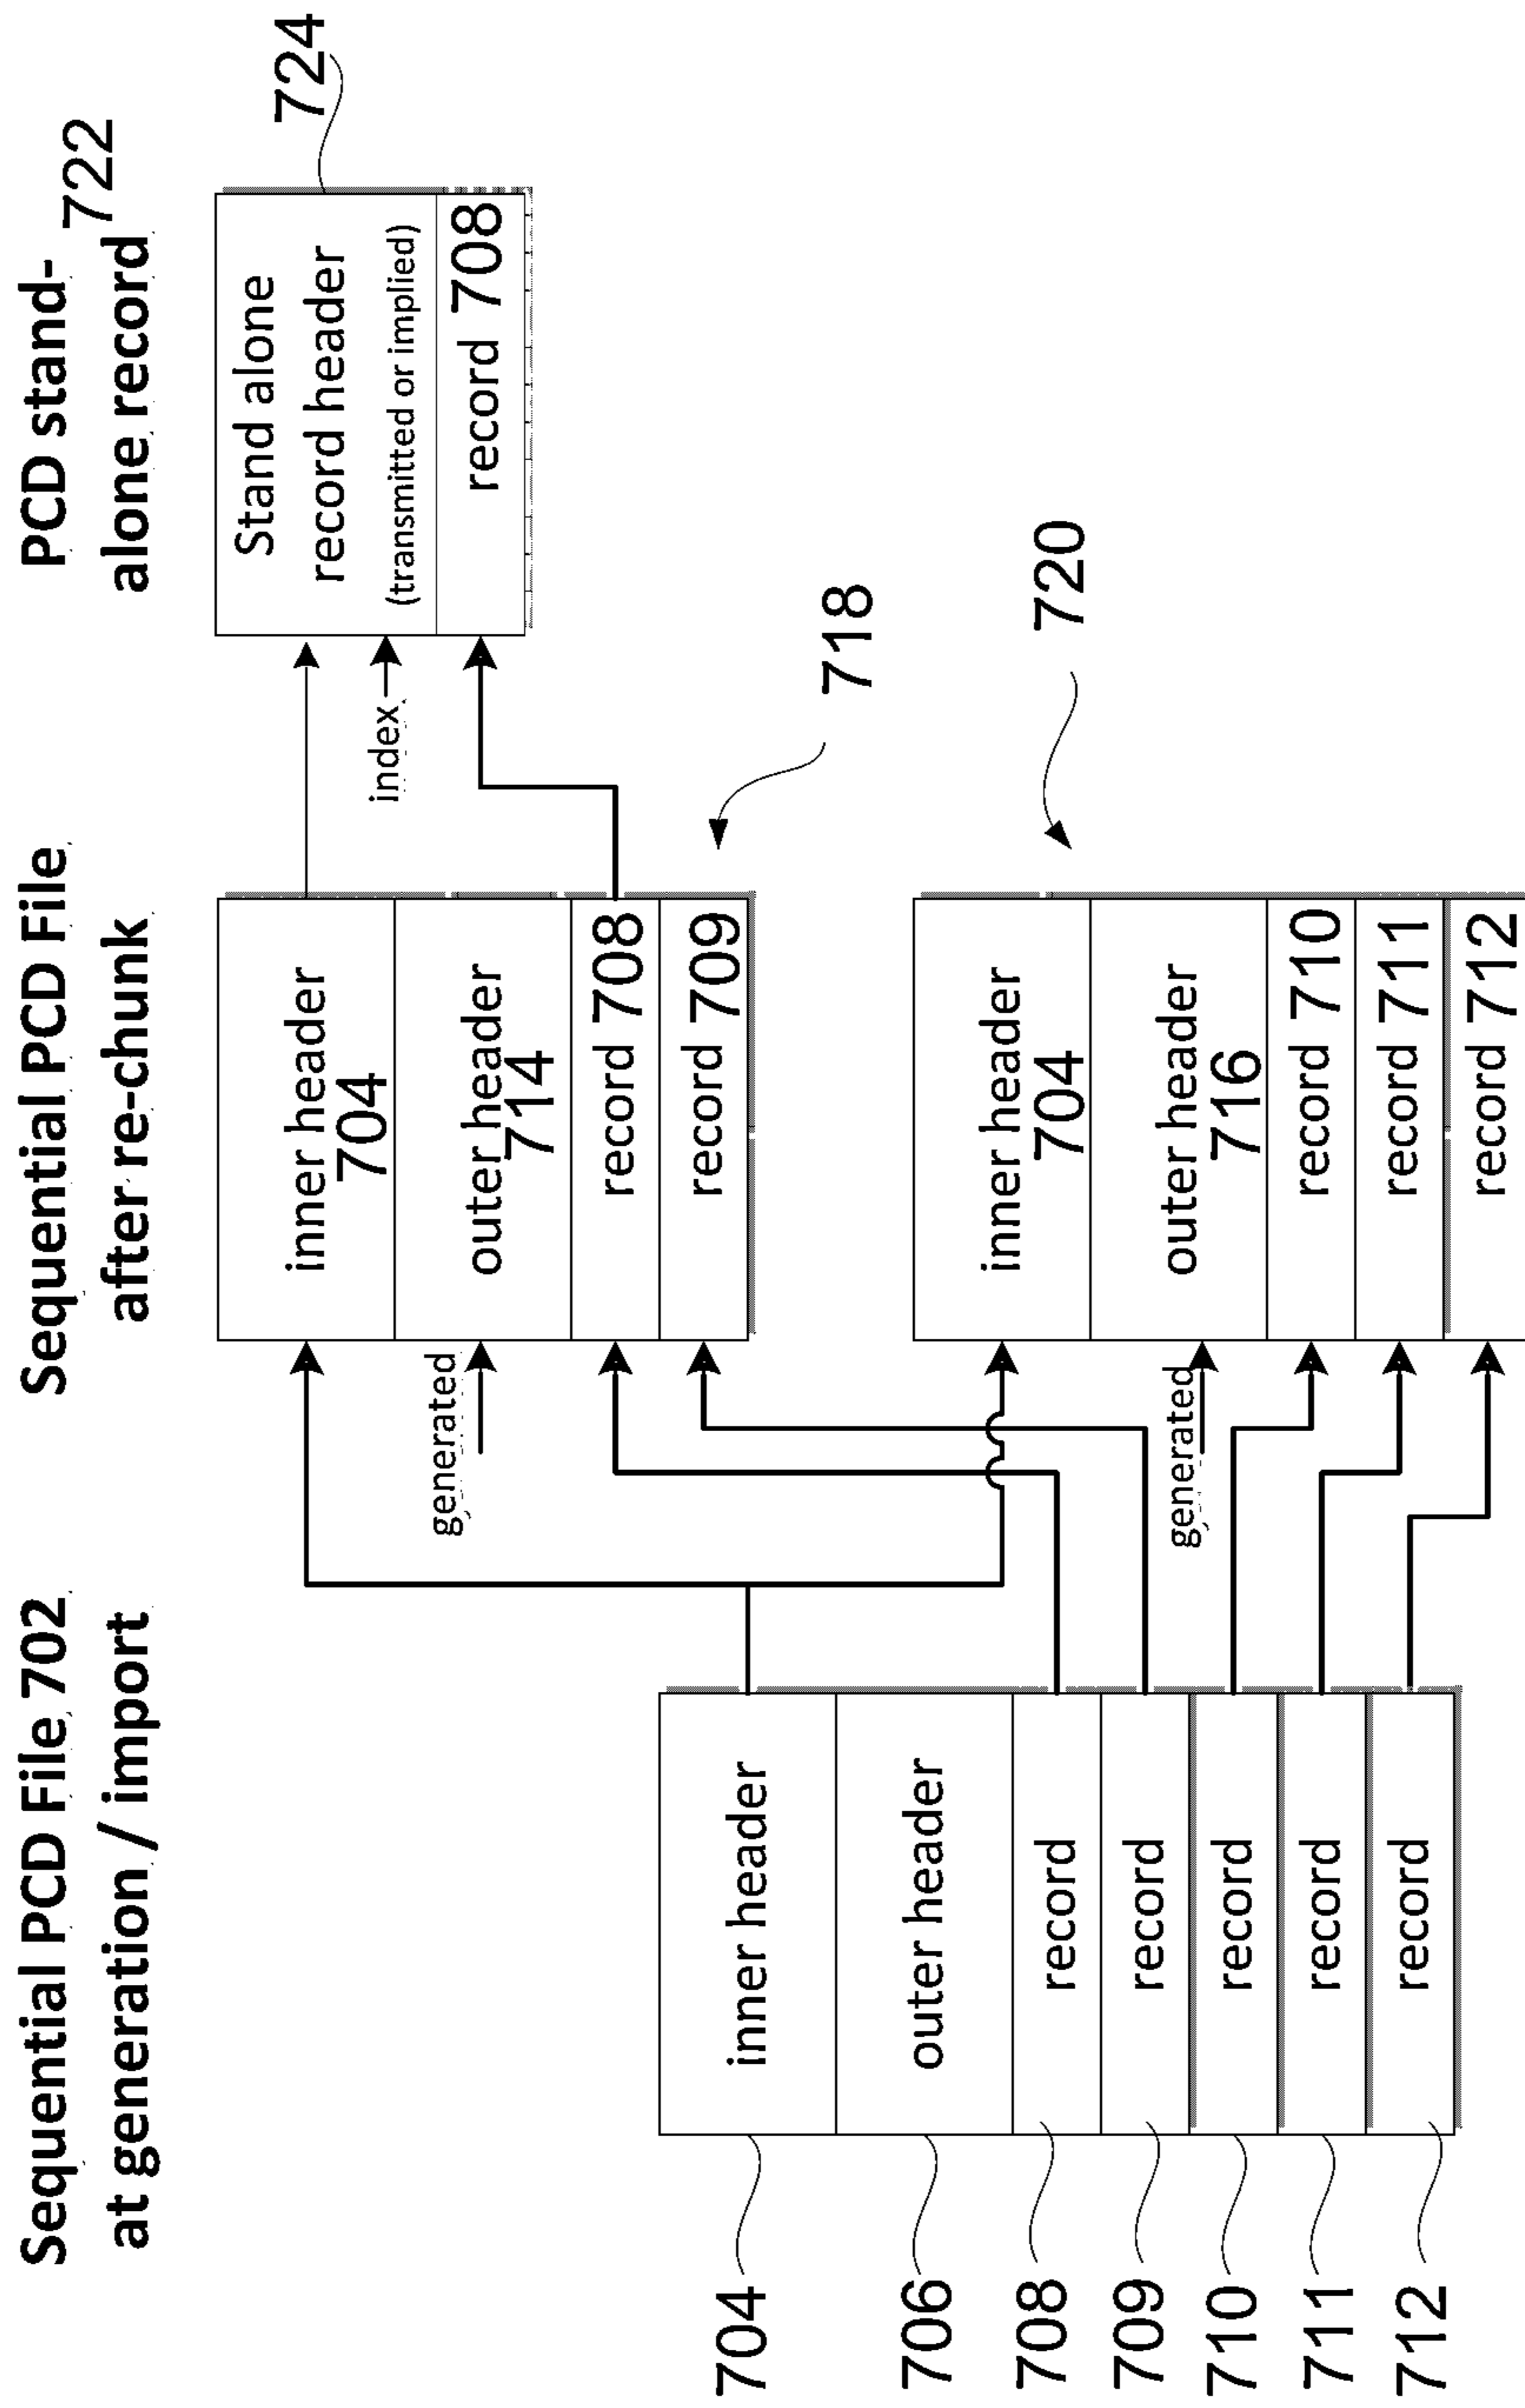 Sequential PCD File 702
at generation / import
704
inner header
706
outer header
708
record
709
record
710
record
711
record
712
record
Sequential PCD File
after re-chunk
inner header
704
generated
outer header
714
record 708
record 709
718
inner header
704
generated
outer header
716
record 710
record 711
record 712
720
PCD stand-
alone record
722
Stand alone
record header
(transmitted or implied)
index
record 708
724